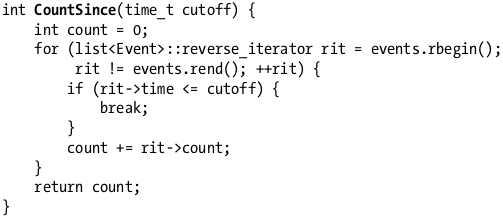 int CountSince(time_t cutoff) {
    int count = 0;
    for (list<Event>::reverse_iterator rit = events.rbegin();
         rit != events.rend(); ++rit) {
        if (rit->time <= cutoff) {
            break;
        }
        count += rit->count;
    }
    return count;
}